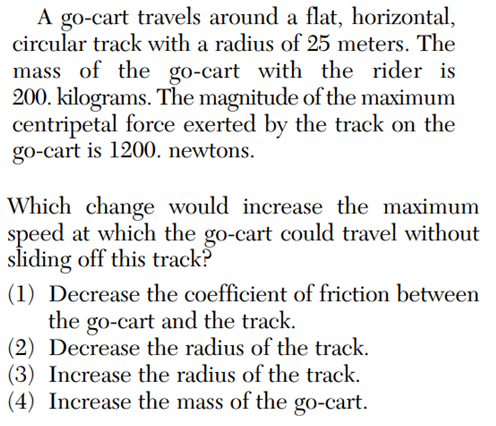 A go-cart travels around a flat, horizontal,
circular track with a radius of 25 meters. The
mass of the go-cart with the rider is
200. kilograms. The magnitude of the maximum
centripetal force exerted by the track on the
go-cart is 1200. newtons.
Which change would increase the maximum
speed at which the go-cart could travel without
sliding off this track?
(1) Decrease the coefficient of friction between
the go-cart and the track.
(2) Decrease the radius of the track.
(3) Increase the radius of the track.
(4) Increase the mass of the go-cart.